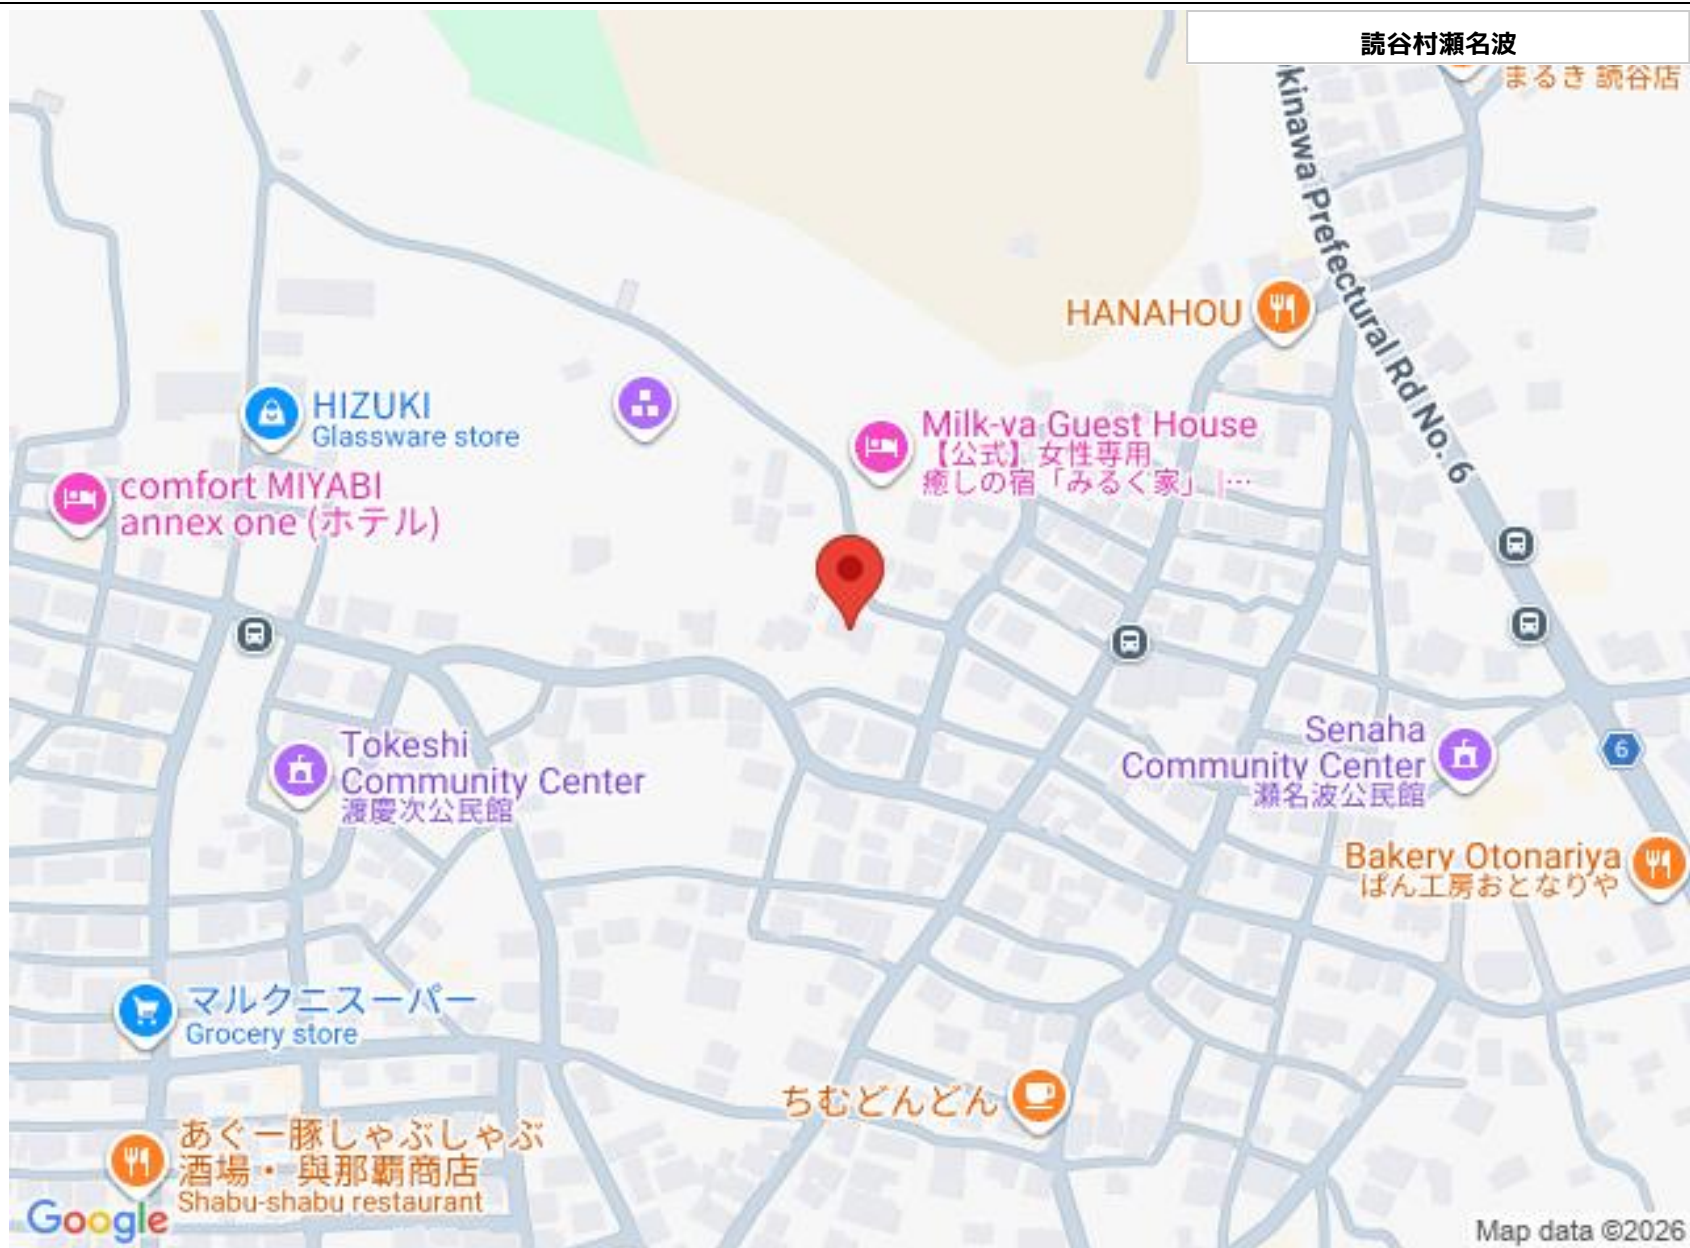 読谷村瀬名波
まるき 読谷店
kinawa Prefectural Rd No. 6
HANAHOU
HIZUKI
Glassware store
Milk-va Guest House
【公式】女性専用
癒しの宿「みるく家」 |…
comfort MIYABI
annex one (ホテル)
Tokeshi
Community Center
渡慶次公民館
Senaha
Community Center
瀬名波公民館
6
Bakery Otonariya
ぱん工房おとなりや
マルクニスーパー
Grocery store
ちむどんどん
あぐー豚しゃぶしゃぶ
酒場・與那覇商店
Shabu-shabu restaurant
Google
Map data ©2026